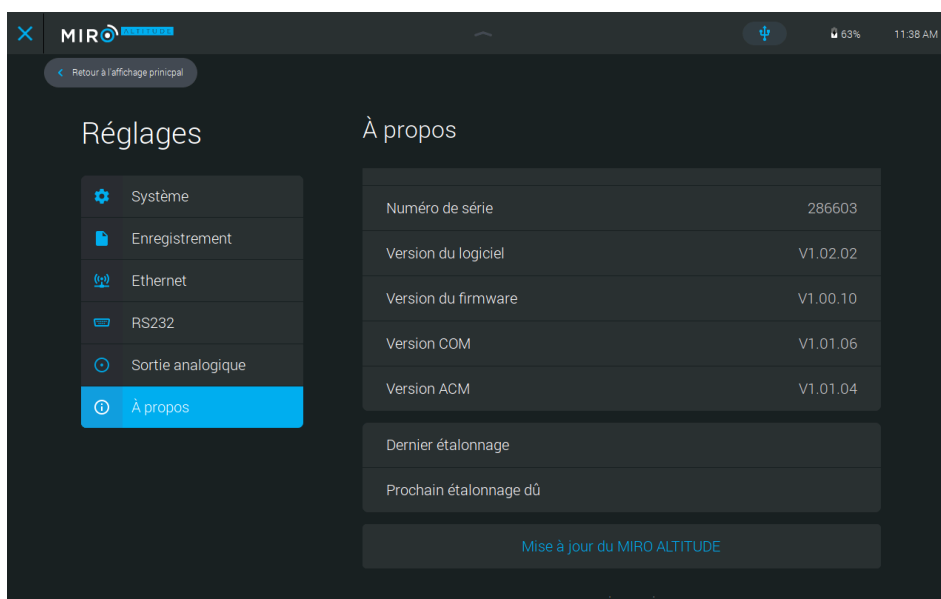 MIRO ALTITUDE
63%
11:38 AM
Retour à l'affichage prinicpal
Réglages
Système
Enregistrement
Ethernet
RS232
Sortie analogique
À propos
À propos
Numéro de série 286603
Version du logiciel V1.02.02
Version du firmware V1.00.10
Version COM V1.01.06
Version ACM V1.01.04
Dernier étalonnage
Prochain étalonnage dû
Mise à jour du MIRO ALTITUDE